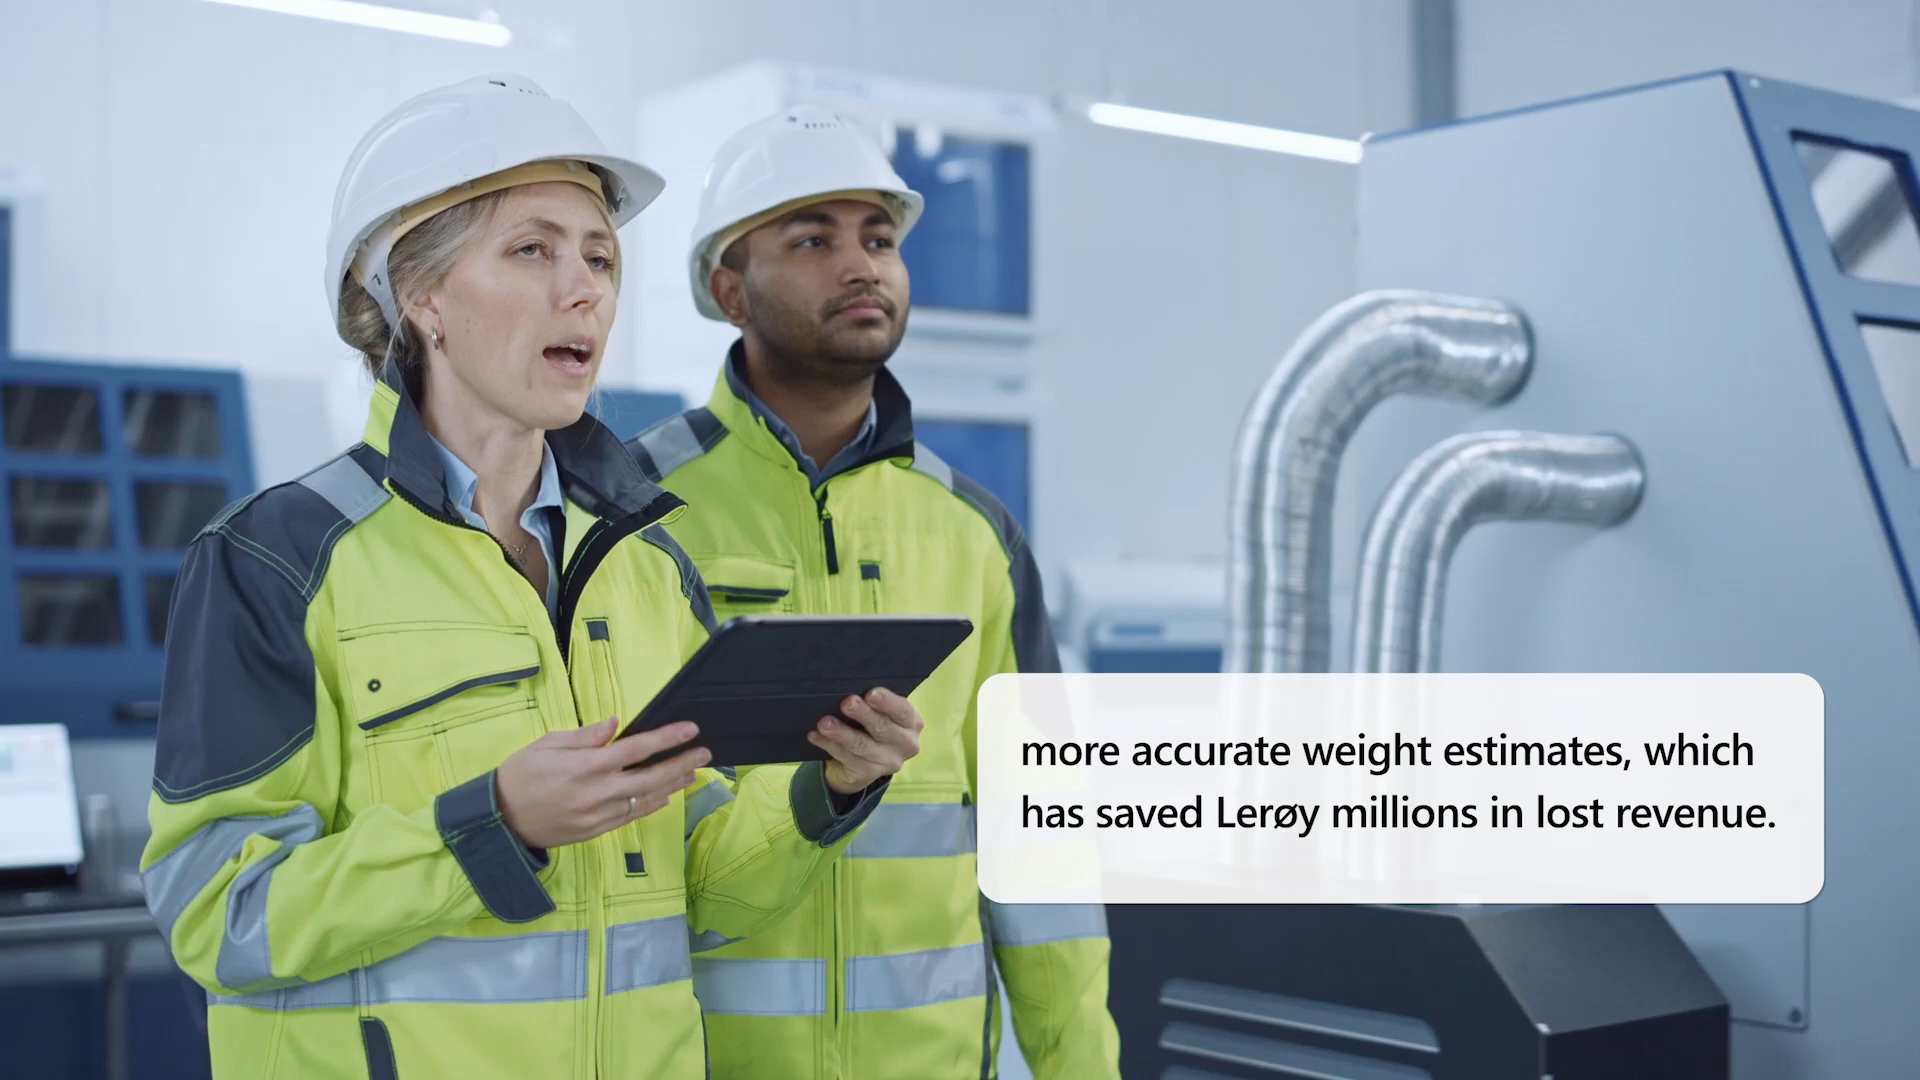 more accurate weight estimates, which
has saved Lerøy millions in lost revenue.